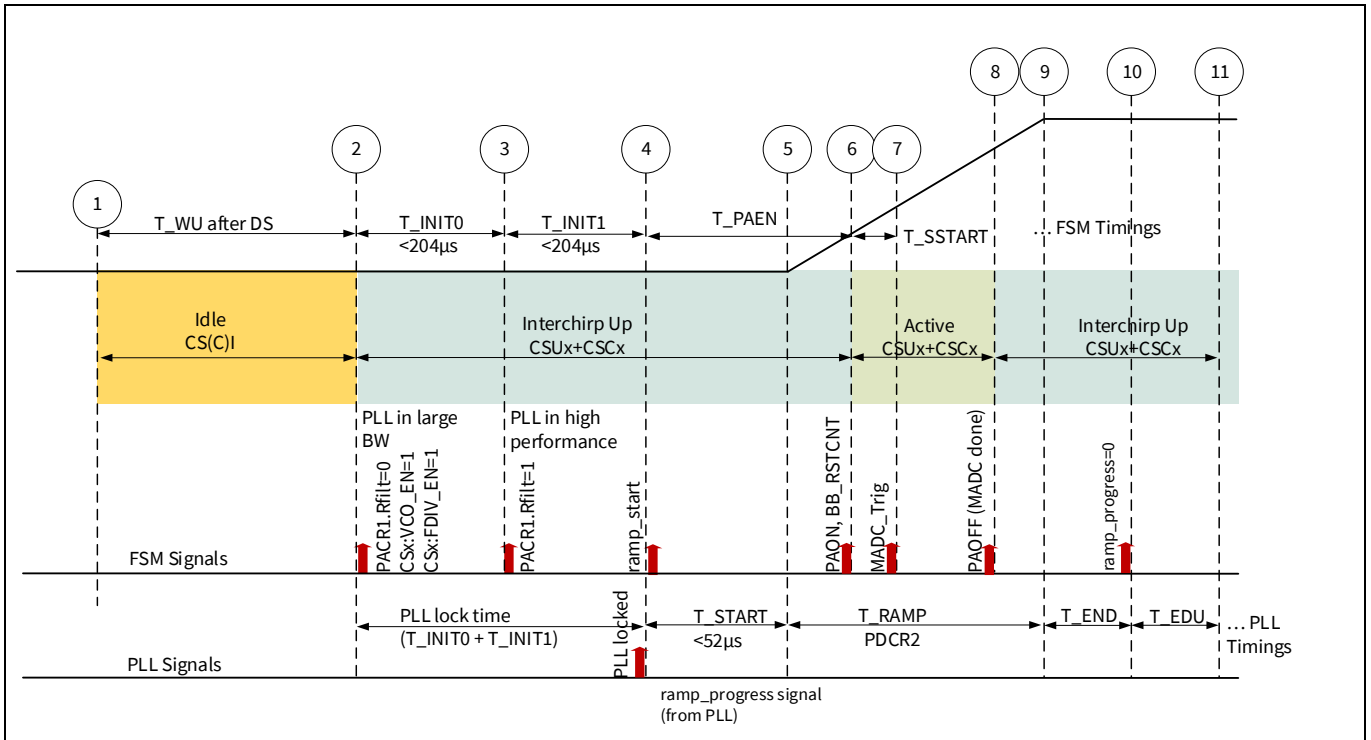 8
9
10
11
2
3
4
5
6
7
1
T_WU after DS
T_INIT0
<204µs
T_INIT1
<204µs
T_PAEN
T_SSTART
... FSM Timings
Idle
CS(C)I
Interchirp Up
CSUx+CSCx
Active
CSUx+CSCx
Interchirp Up
CSUx+CSCx
PLL in large
BW
PLL in high
performance
PACR1.Rfilt=0
CSx:VCO_EN=1
CSx:FDIV_EN=1
PACR1.Rfilt=1
ramp_start
PAON, BB_RSTCNT
MADC_Trig
PAOFF (MADC done)
ramp_progress=0
FSM Signals
PLL lock time
(T_INIT0 + T_INIT1)
PLL locked
T_START
<52µs
T_RAMP
PDCR2
T_END
T_EDU
... PLL
Timings
PLL Signals
ramp_progress signal
(from PLL)